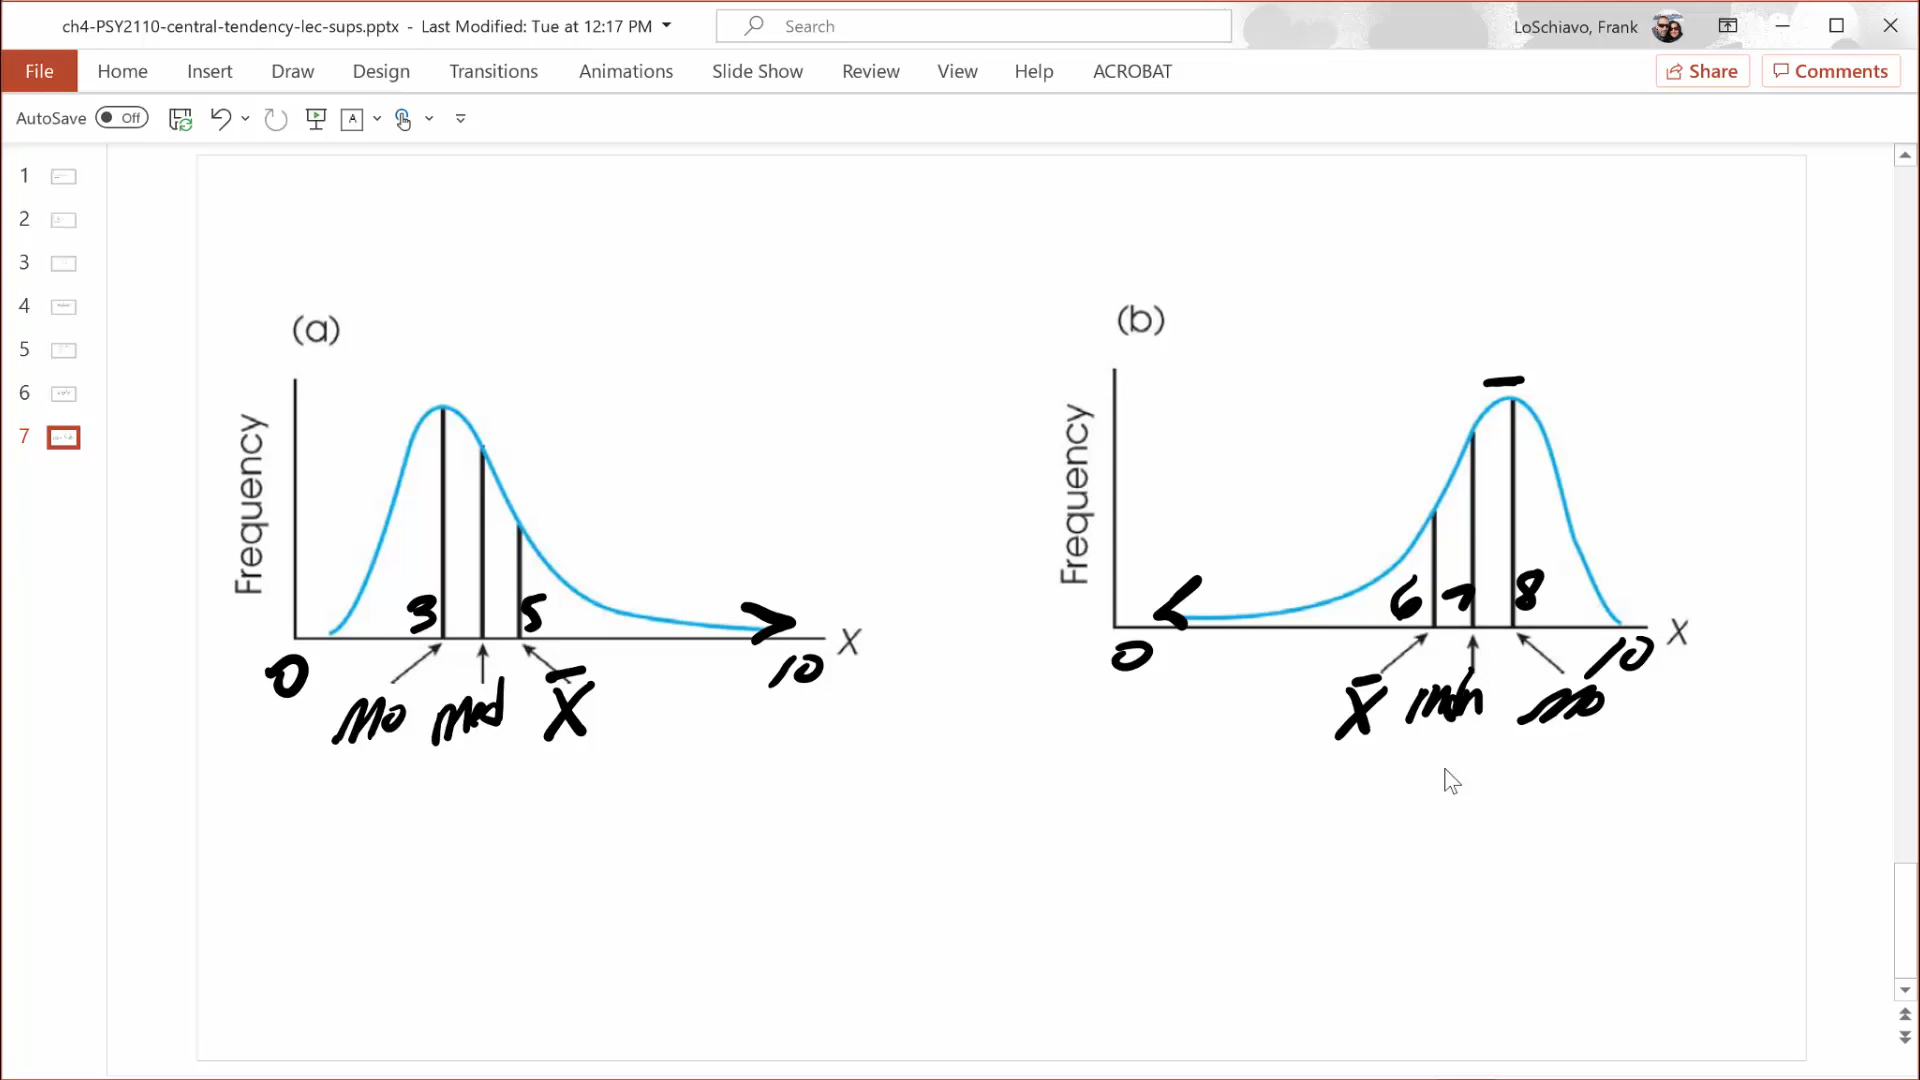 ch4-PSY2110-central-tendency-lec-sups.pptx - Last Modified: Tue at 12:17 PM
Search
LoSchiavo, Frank
File Home Insert Draw Design Transitions Animations Slide Show Review View Help ACROBAT Share Comments
AutoSave Off A
1
2
3
4
5
6
7
(a)
Frequency
3 5
X
0 10
Mo Med X̄
(b)
Frequency
6 7 8
X
0 10
X̄ mdn mo